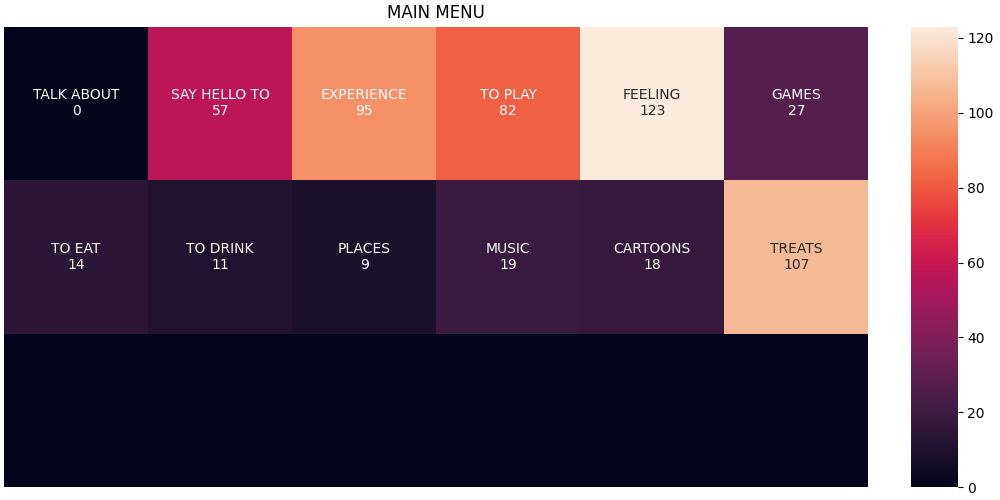 MAIN MENU
TALK ABOUT
0
SAY HELLO TO
57
EXPERIENCE
95
TO PLAY
82
FEELING
123
GAMES
27
TO EAT
14
TO DRINK
11
PLACES
9
MUSIC
19
CARTOONS
18
TREATS
107
120
100
80
60
40
20
0